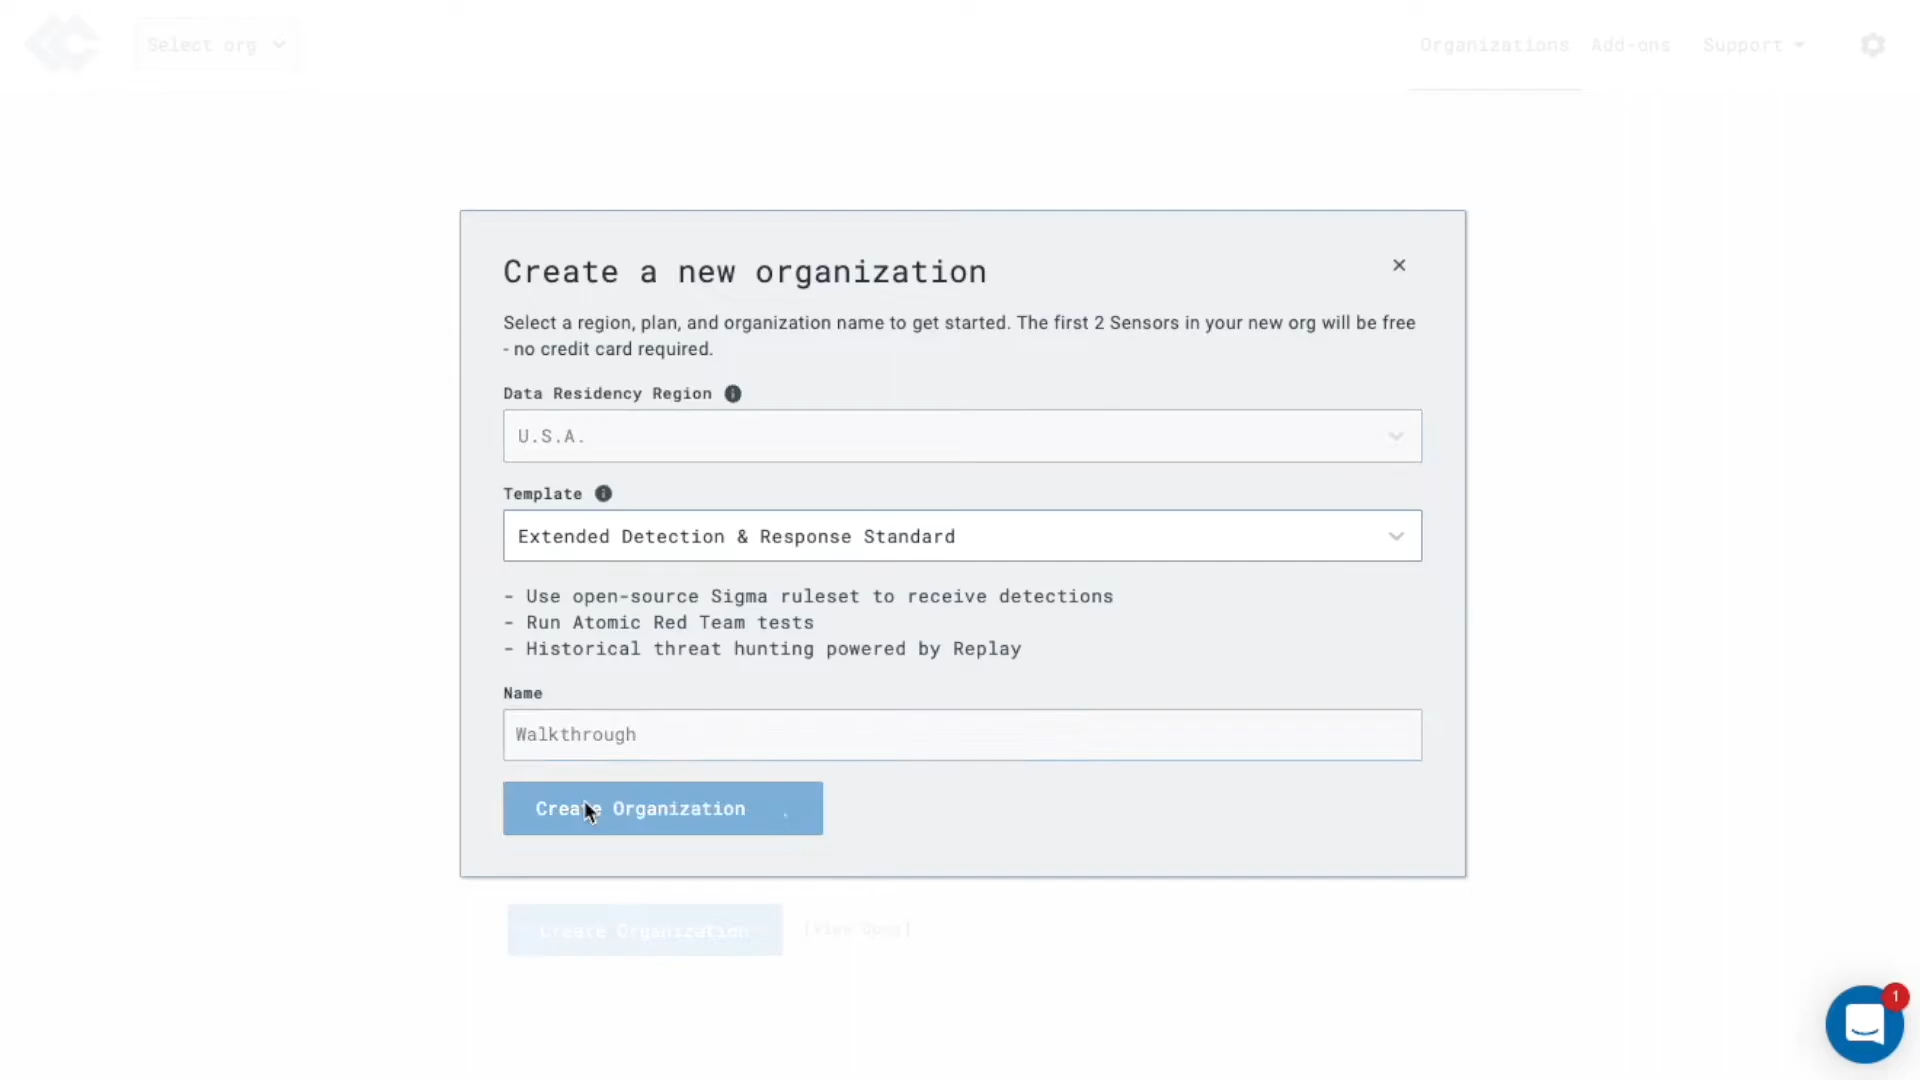 Select org
Organizations
Add-ons
Support
Create a new organization
Select a region, plan, and organization name to get started. The first 2 Sensors in your new org will be free
- no credit card required.
Data Residency Region
U.S.A.
Template
Extended Detection & Response Standard
- Use open-source Sigma ruleset to receive detections
- Run Atomic Red Team tests
- Historical threat hunting powered by Replay
Name
Walkthrough
Create Organization
Create Organization
1